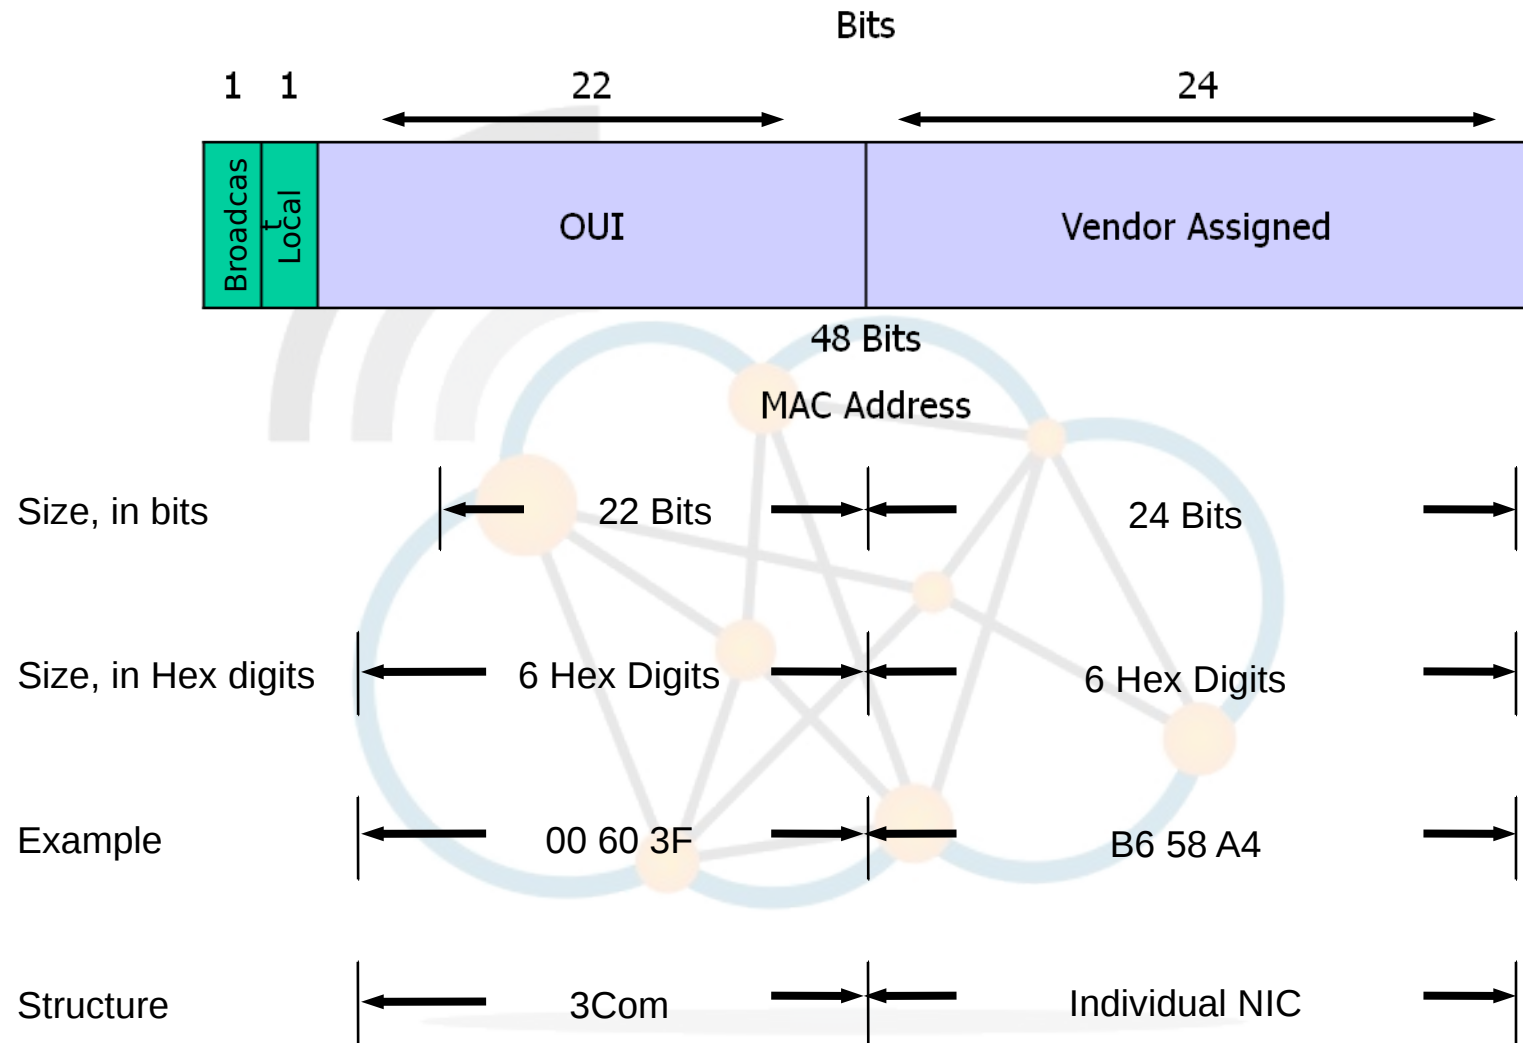 Bits
1 1 22 24
Broadcas
t
Local
OUI
Vendor Assigned
48 Bits
MAC Address
Size, in bits 22 Bits 24 Bits
Size, in Hex digits 6 Hex Digits 6 Hex Digits
Example 00 60 3F B6 58 A4
Structure 3Com Individual NIC